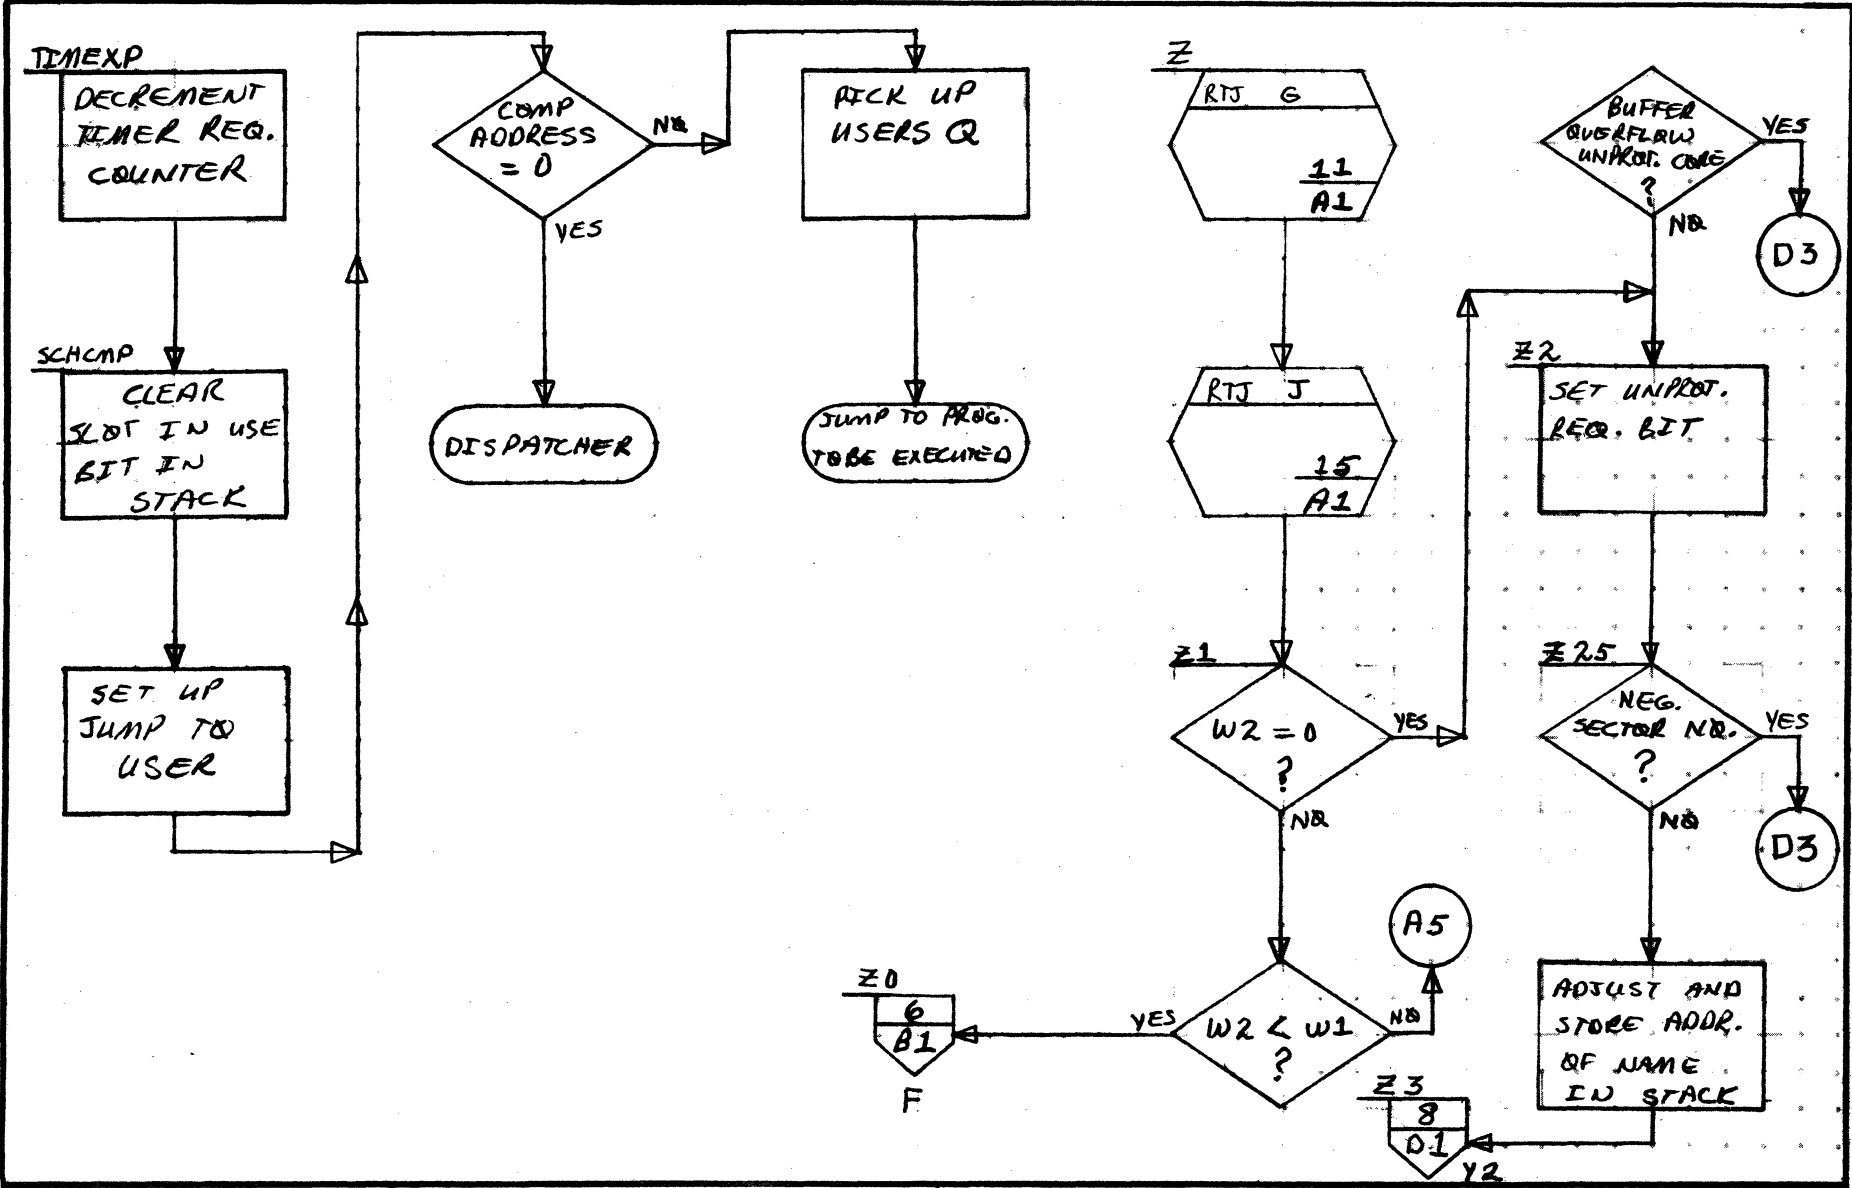 TIMEXP
DECREMENT
TIMER REQ.
COUNTER
SCHCMP
CLEAR
SLOT IN USE
BIT IN
STACK
SET UP
JUMP TO
USER
COMP
ADDRESS
= 0
NO
YES
DISPATCHER
PICK UP
USERS Q
JUMP TO PROG.
TO BE EXECUTED
Z
RTJ G
11
A1
RTJ J
15
A1
Z1
W2 = 0
?
YES
NO
W2 < W1
?
YES
NO
A5
Z0
6
B1
F
BUFFER
OVERFLOW
UNPROT. CORE
?
YES
NO
D3
Z2
SET UNPROT.
REQ. BIT
Z25
NEG.
SECTOR NO.
?
YES
NO
D3
ADJUST AND
STORE ADDR.
OF NAME
IN STACK
Z3
8
D1
Y2